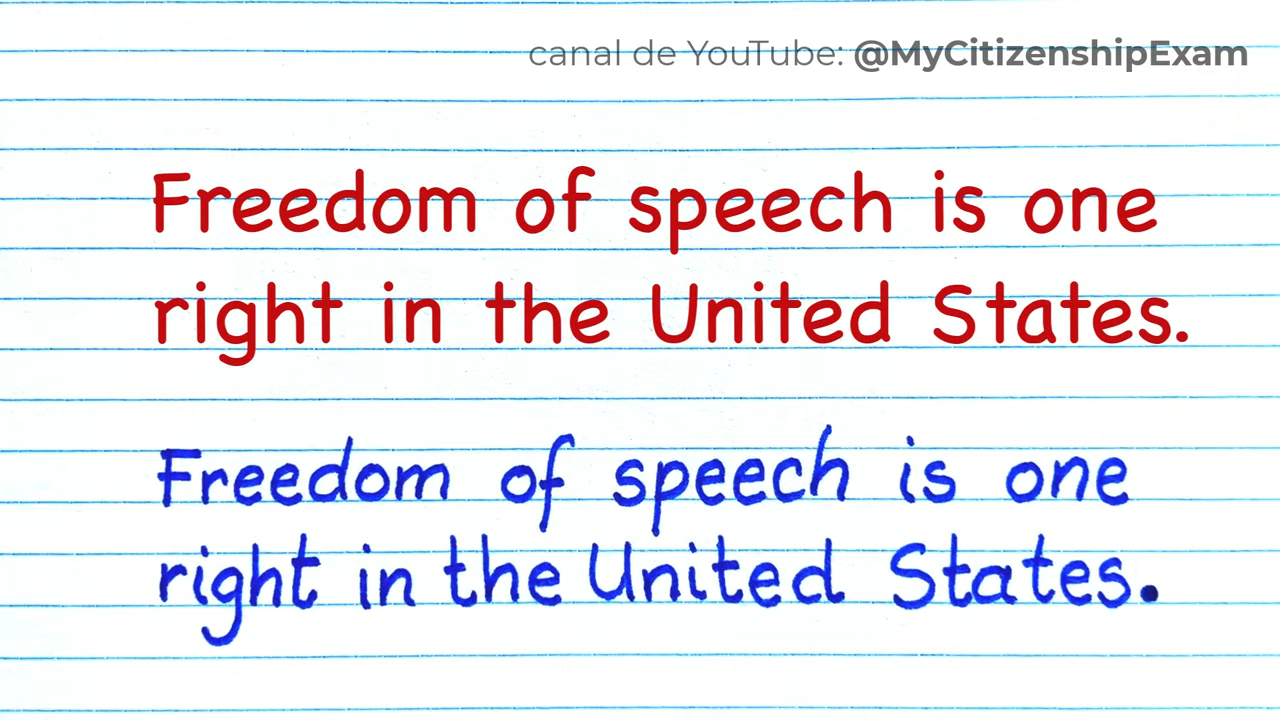 canal de YouTube: @MyCitizenshipExam
Freedom of speech is one
right in the United States.
Freedom of speech is one
right in the United States.